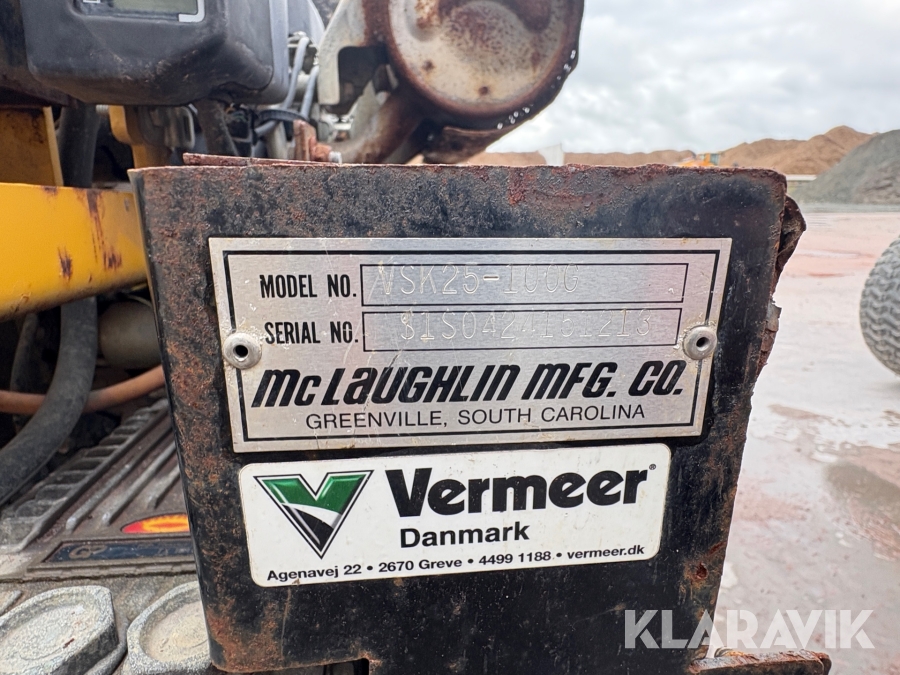 MODEL NO. VSK25-100G
SERIAL NO.
McLAUGHLIN MFG. CO.
GREENVILLE, SOUTH CAROLINA
Vermeer®
Danmark
Agenavej 22 • 2670 Greve • 4499 1188 • vermeer.dk
KLARAVIK